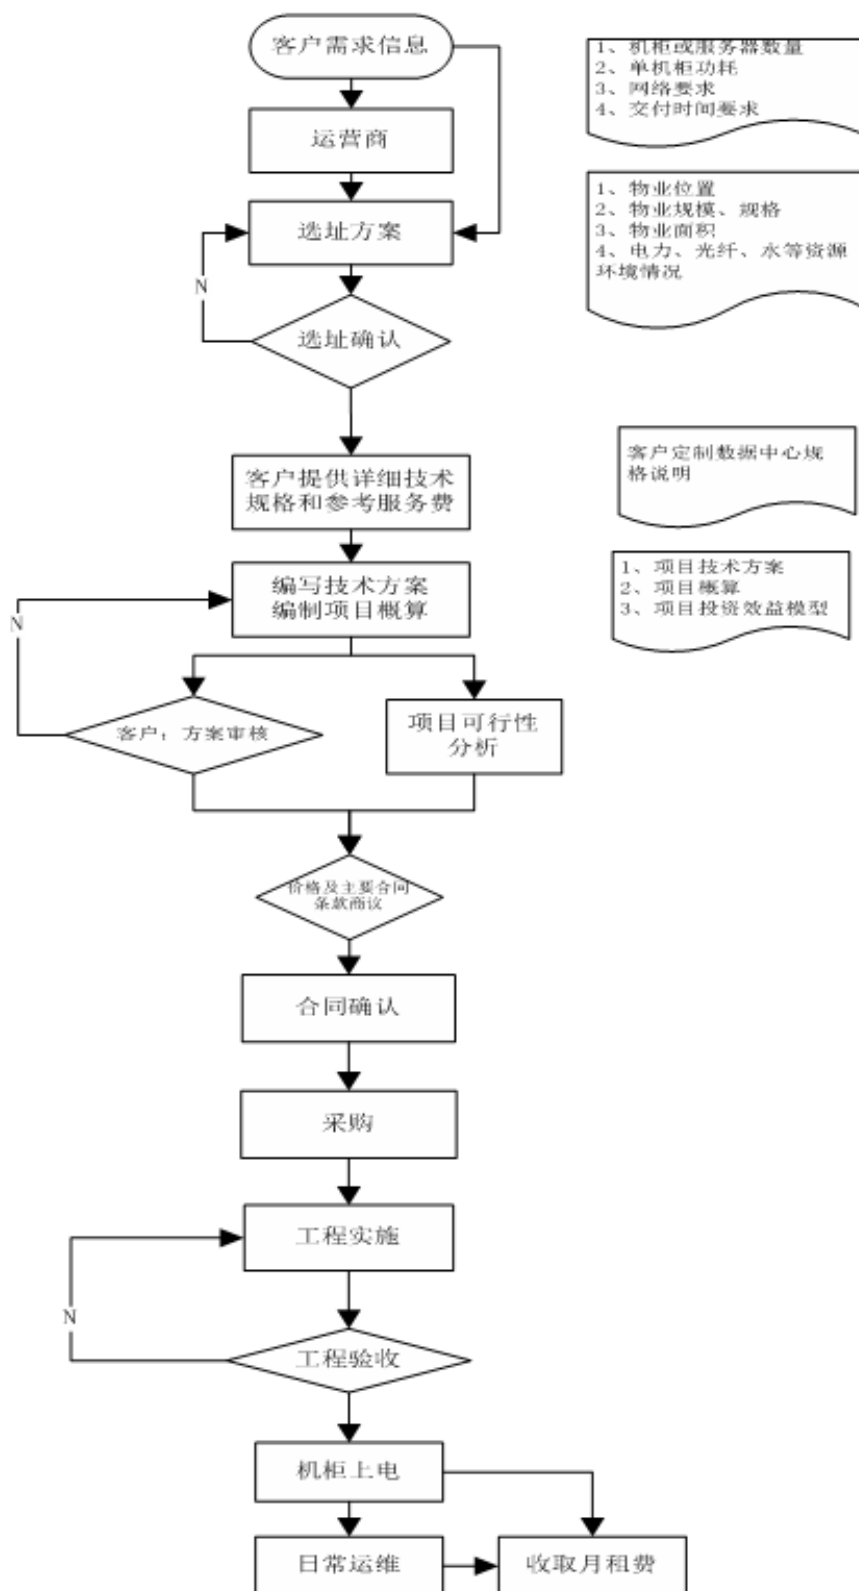 客户需求信息
1、机柜或服务器数量
2、单机柜功耗
3、网络要求
4、交付时间要求
运营商
1、物业位置
2、物业规模、规格
3、物业面积
4、电力、光纤、水等资源
环境情况
选址方案
N
选址确认
客户提供详细技术
规格和参考服务费
客户定制数据中心规
格说明
编写技术方案
编制项目概算
1、项目技术方案
2、项目概算
3、项目投资效益模型
N
客户：方案审核
项目可行性
分析
价格及主要合同
条款商议
合同确认
采购
工程实施
N
工程验收
机柜上电
日常运维
收取月租费